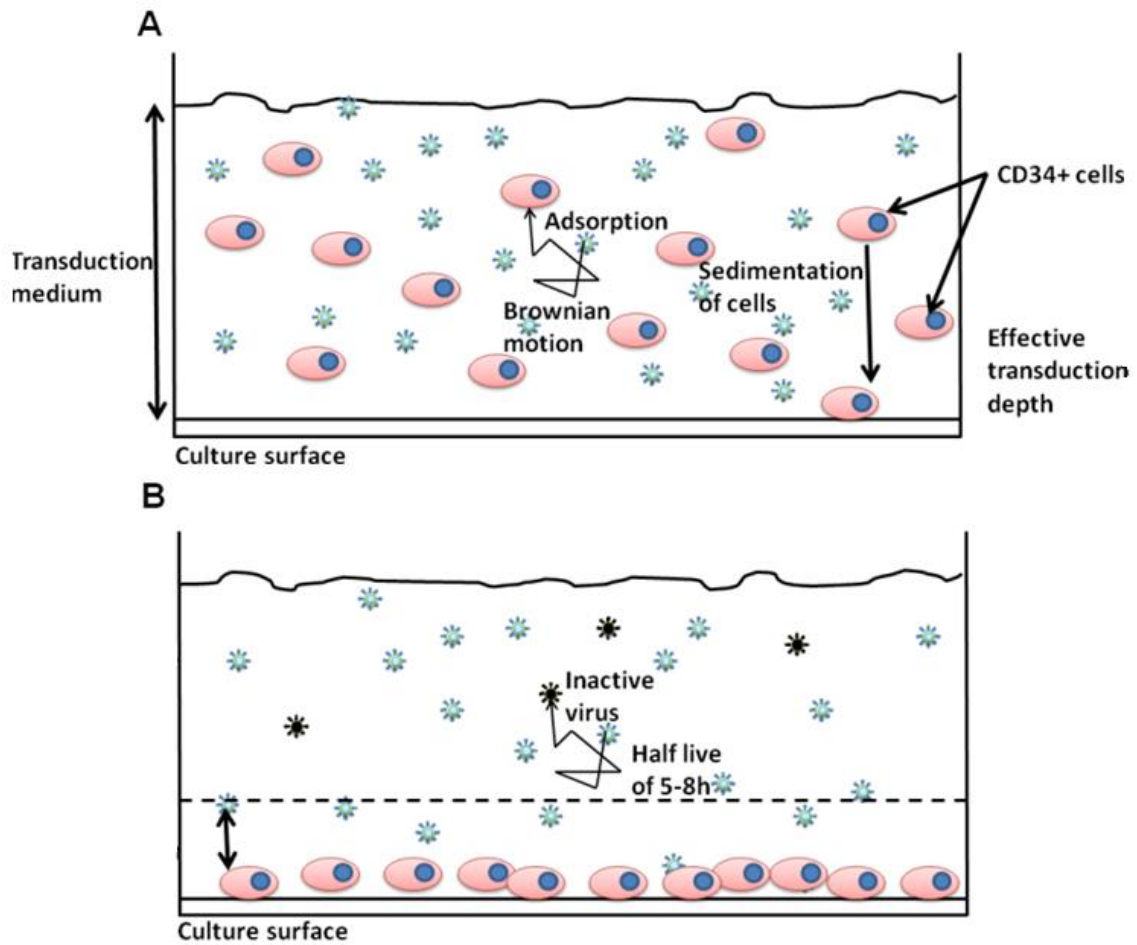 A
CD34+ cells
Adsorption
Transduction
medium
Sedimentation
of cells
Brownian
motion
Effective
transduction
depth
Culture surface
B
Inactive
virus
Half live
of 5-8h
Culture surface